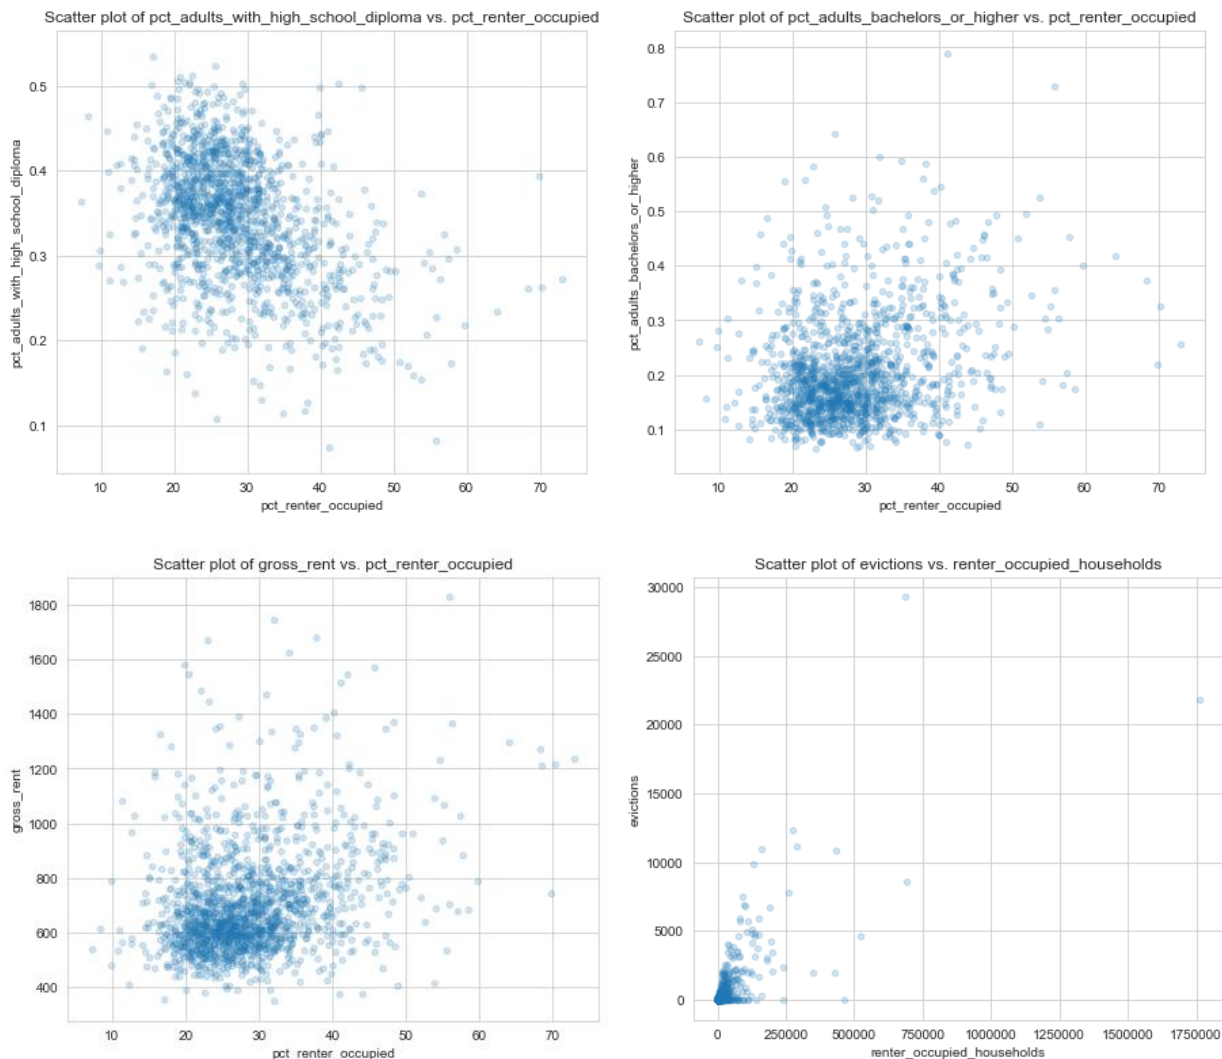 Scatter plot of pct_adults_with_high_school_diploma vs. pct_renter_occupied
pct_adults_with_high_school_diploma
0.5
0.4
0.3
0.2
0.1
10 20 30 40 50 60 70
pct_renter_occupied
Scatter plot of pct_adults_bachelors_or_higher vs. pct_renter_occupied
pct_adults_bachelors_or_higher
0.8
0.7
0.6
0.5
0.4
0.3
0.2
0.1
10 20 30 40 50 60 70
pct_renter_occupied
Scatter plot of gross_rent vs. pct_renter_occupied
gross_rent
1800
1600
1400
1200
1000
800
600
400
10 20 30 40 50 60 70
pct_renter_occupied
Scatter plot of evictions vs. renter_occupied_households
evictions
30000
25000
20000
15000
10000
5000
0
0 250000 500000 750000 1000000 1250000 1500000 1750000
renter_occupied_households